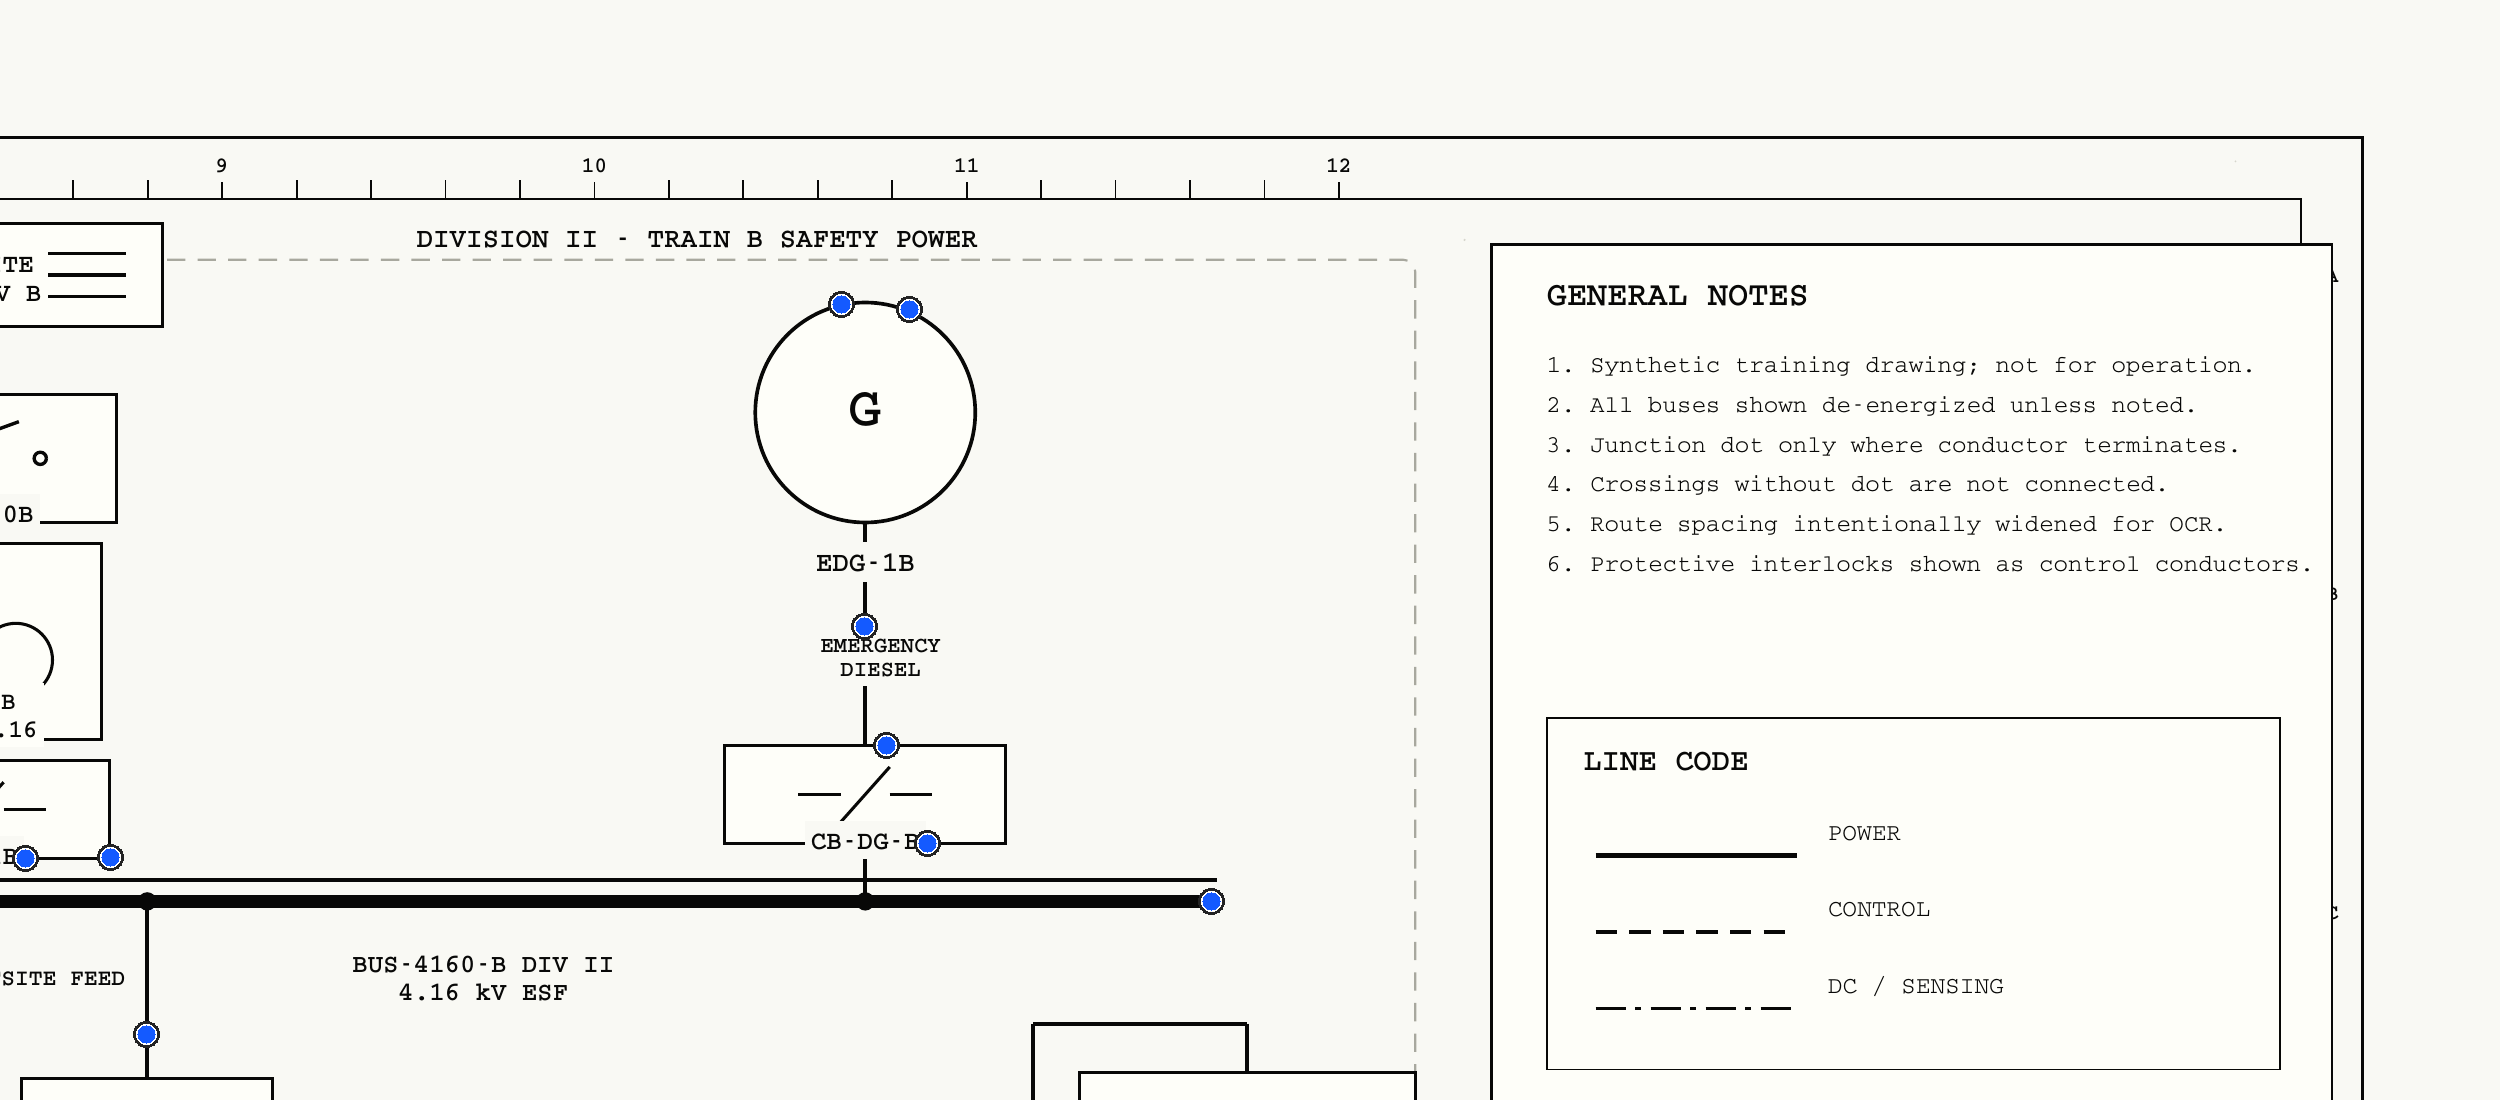 9 10 11 12
DIVISION II - TRAIN B SAFETY POWER
TE
V B
G
0B
EDG-1B
EMERGENCY
DIESEL
B
.16
CB-DG-B
BUS-4160-B DIV II
4.16 kV ESF
SITE FEED
GENERAL NOTES
1. Synthetic training drawing; not for operation.
2. All buses shown de-energized unless noted.
3. Junction dot only where conductor terminates.
4. Crossings without dot are not connected.
5. Route spacing intentionally widened for OCR.
6. Protective interlocks shown as control conductors.
LINE CODE
POWER
CONTROL
DC / SENSING